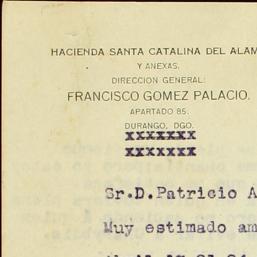 HACIENDA SANTA CATALINA DEL ALAM
Y ANEXAS.
DIRECCION GENERAL:
FRANCISCO GOMEZ PALACIO.
APARTADO 85.
DURANGO, DGO.
XXXXXXX
XXXXXXX
Sr.D.Patricio A
Muy estimado am